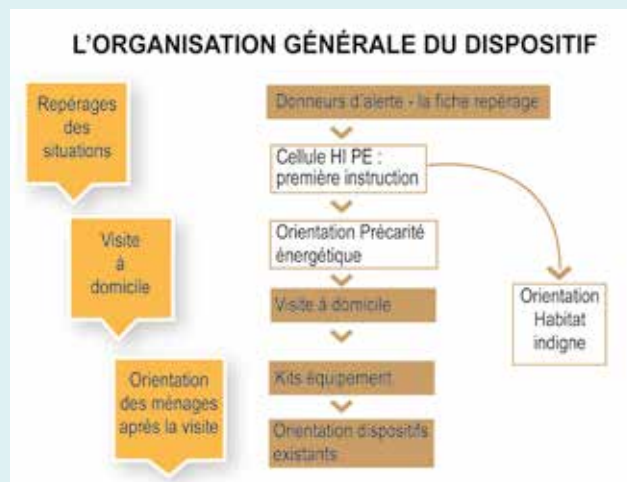 L'ORGANISATION GÉNÉRALE DU DISPOSITIF
Repérages
des
situations
Visite
à
domicile
Orientation
des ménages
après la visite
Donneurs d'alerte - la fiche repérage
Cellule HI PE :
première instruction
Orientation Précarité
énergétique
Visite à domicile
Kits équipement
Orientation dispositifs
existants
Orientation
Habitat
indigne